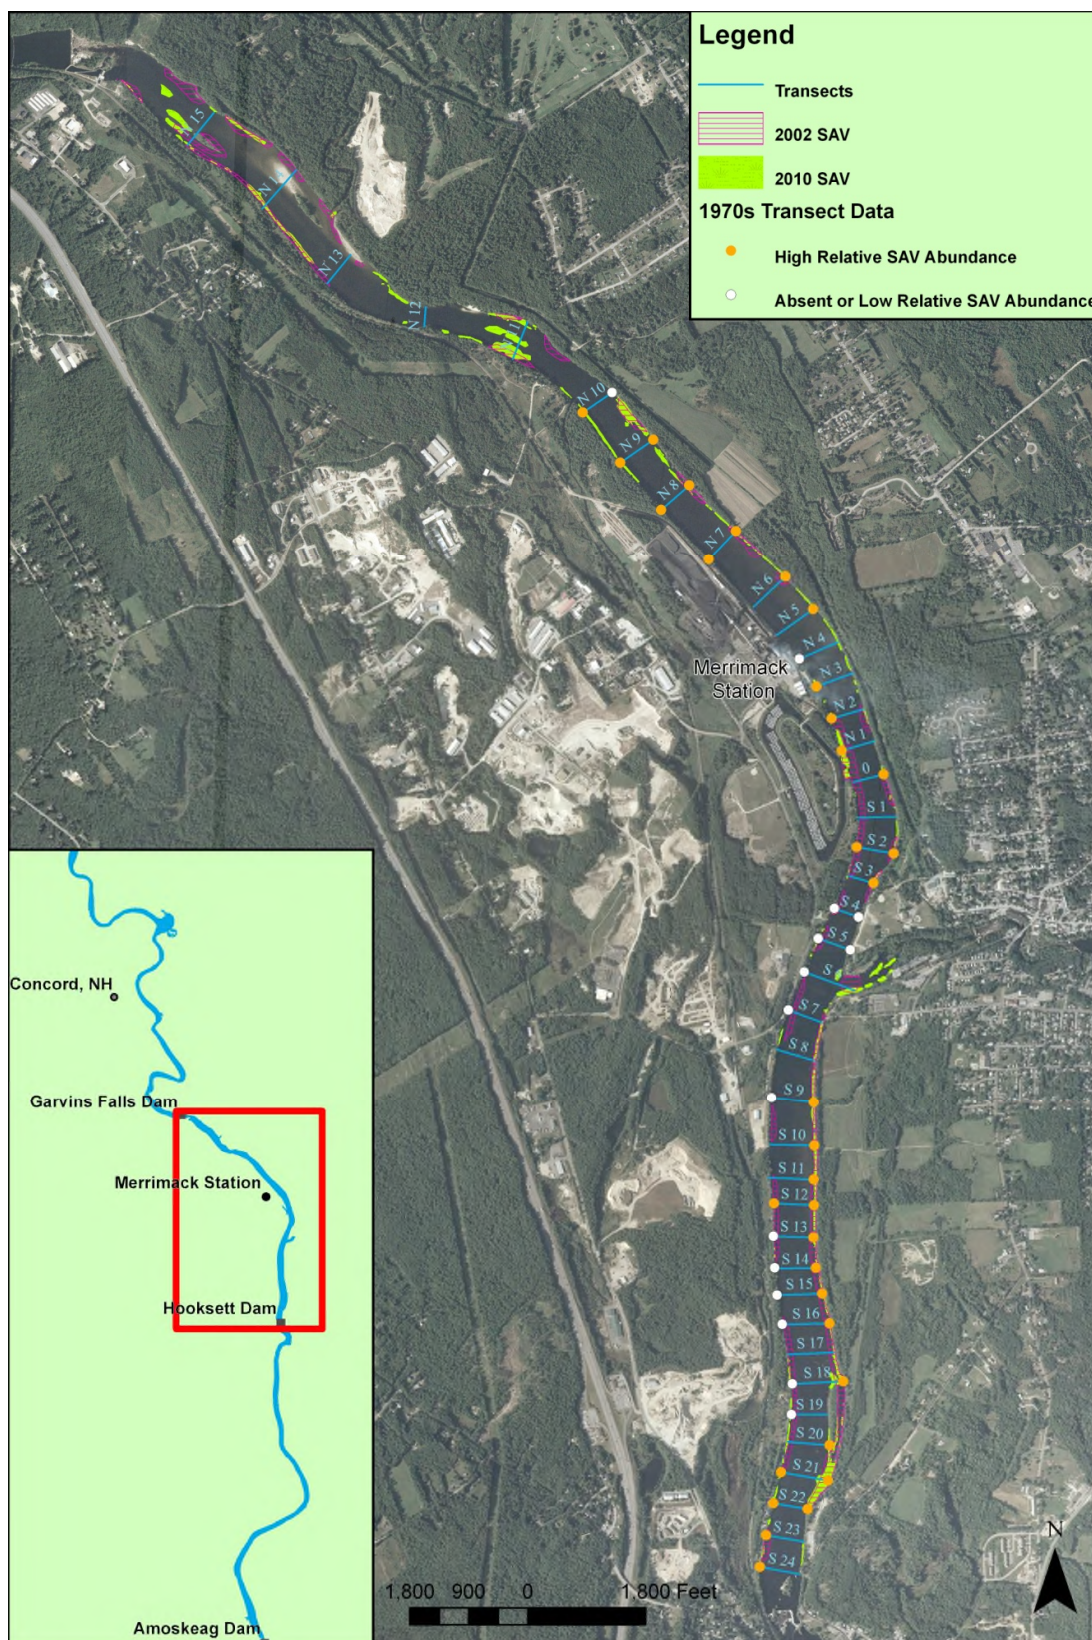 Legend
Transects
2002 SAV
2010 SAV
1970s Transect Data
High Relative SAV Abundance
Absent or Low Relative SAV Abundance
15
N
N 13
N 12
N 10
N 9
N 8
N 7
N 6
N 5
N 4
N 3
Merrimack
Station
N 2
N 1
0
S 1
S 2
S 3
S 4
S 5
S
S 7
S 8
S 9
S 10
S 11
S 12
S 13
S 14
S 15
S 16
S 17
S 18
S 19
S 20
S 21
S 22
S 23
S 24
Concord, NH
Garvins Falls Dam
Merrimack Station
Hooksett Dam
Amoskeag Dam
1,800 900 0 1,800 Feet
N